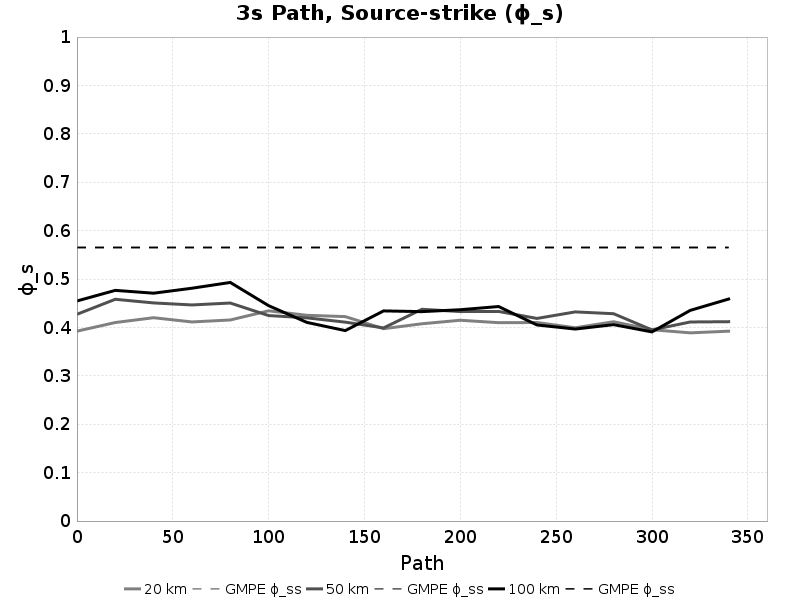 3s Path, Source-strike (ϕ_s)
1
0.9
0.8
0.7
0.6
0.5
0.4
0.3
0.2
0.1
0
ϕ_s
0 50 100 150 200 250 300 350
Path
20 km GMPE ϕ_ss 50 km GMPE ϕ_ss 100 km GMPE ϕ_ss